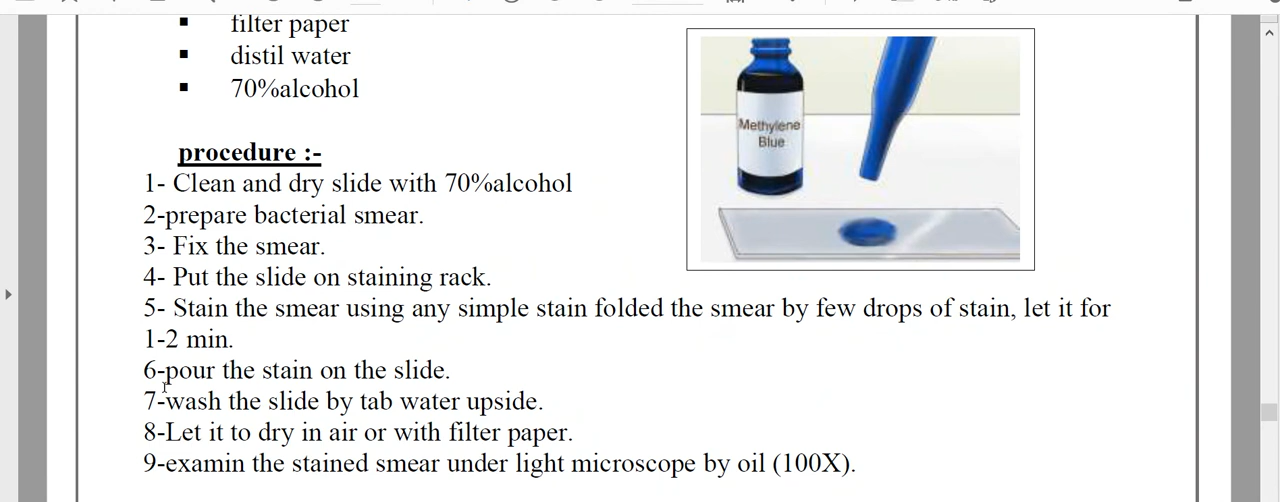 ▪ filter paper
▪ distil water
▪ 70%alcohol
Methylene
Blue
procedure :-
1- Clean and dry slide with 70%alcohol
2-prepare bacterial smear.
3- Fix the smear.
4- Put the slide on staining rack.
5- Stain the smear using any simple stain folded the smear by few drops of stain, let it for
1-2 min.
6-pour the stain on the slide.
7-wash the slide by tab water upside.
8-Let it to dry in air or with filter paper.
9-examin the stained smear under light microscope by oil (100X).